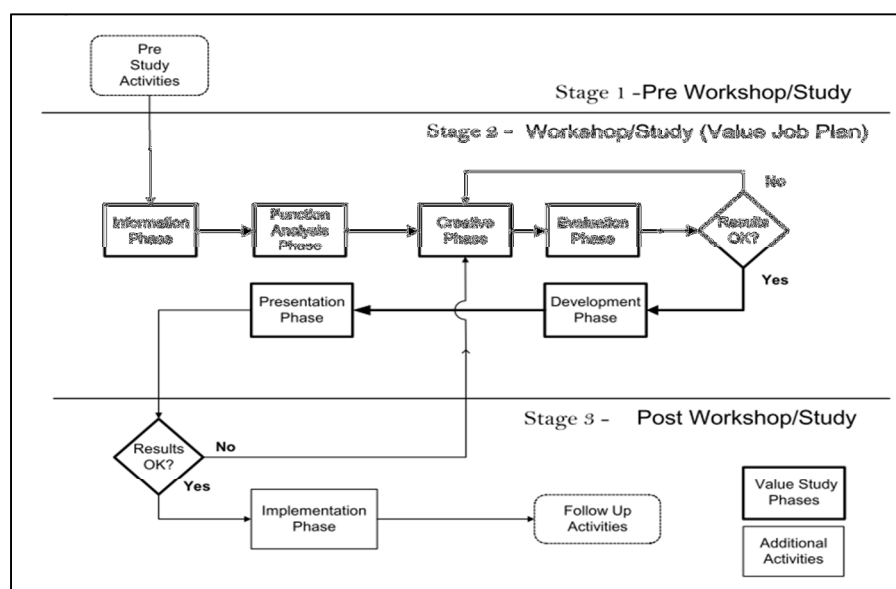 Pre
Study
Activities
Stage 1 -Pre Workshop/Study
Stage 2 - Workshop/Study (Value Job Plan)
No
Information
Phase
Function
Analysis
Phase
Creative
Phase
Evaluation
Phase
Results
OK?
Yes
Presentation
Phase
Development
Phase
Stage 3 - Post Workshop/Study
Results
OK?
No
Yes
Implementation
Phase
Follow Up
Activities
Value Study
Phases
Additional
Activities